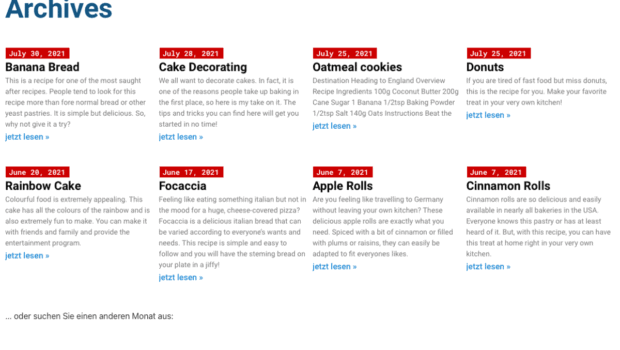 Archives
July 30, 2021
Banana Bread
This is a recipe for one of the most saught
after recipes. People tend to look for this
recipe more than fore normal bread or other
yeast pastries. It is simple but delicious. So,
why not give it a try?
jetzt lesen »
July 28, 2021
Cake Decorating
We all want to decorate cakes. In fact, it is
one of the reasons people take up baking in
the first place, so here is my take on it. The
tips and tricks you can find here will get you
started in no time!
jetzt lesen »
July 25, 2021
Oatmeal cookies
Destination Heading to England Overview
Recipe Ingredients 100g Coconut Butter 200g
Cane Sugar 1 Banana 1/2tsp Baking Powder
1/2tsp Salt 140g Oats Instructions Beat the
jetzt lesen »
July 25, 2021
Donuts
If you are tired of fast food but miss donuts,
this is the recipe for you. Make your favorite
treat in your very own kitchen!
jetzt lesen »
June 20, 2021
Rainbow Cake
Colourful food is extremely appealing. This
cake has all the colours of the rainbow and is
also extremely fun to make. You can make it
with friends and family and provide the
entertainment program.
jetzt lesen »
June 17, 2021
Focaccia
Feeling like eating something italian but not in
the mood for a huge, cheese-covered pizza?
Focaccia is a delicious italian bread that can
be varied according to everyone's wants and
needs. This recipe is simple and easy to
follow and you will have the steming bread on
your plate in a jiffy!
jetzt lesen »
June 7, 2021
Apple Rolls
Are you feeling like travelling to Germany
without leaving your own kitchen? These
delicious apple rolls are exactly what you
need. Spiced with a bit of cinnamon or filled
with plums or raisins, they can easily be
adapted to fit everyones likes.
jetzt lesen »
June 7, 2021
Cinnamon Rolls
Cinnamon rolls are so delicious and easily
available in nearly all bakeries in the USA.
Everyone knows this pastry or has at least
heard of it. But, with this recipe, you can have
this treat at home right in your very own
kitchen.
jetzt lesen »
... oder suchen Sie einen anderen Monat aus: